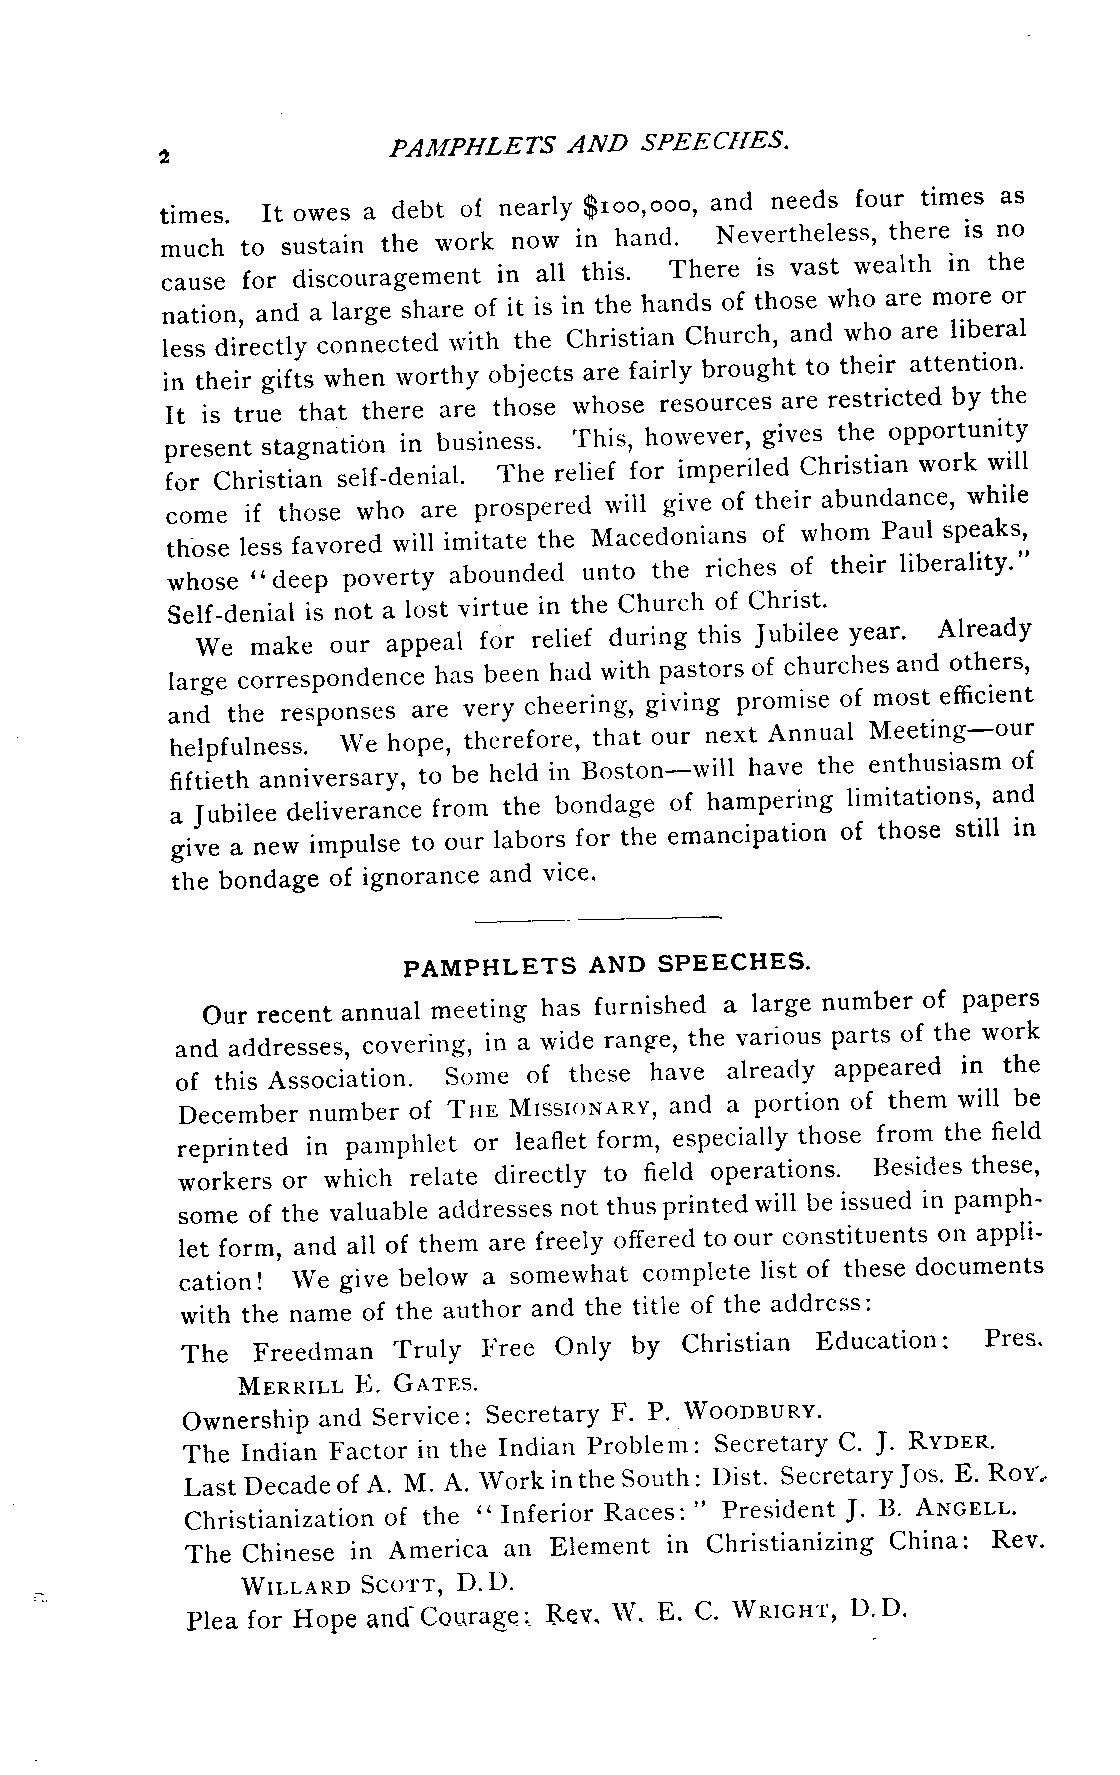 2 PAMPHLETS AND SPEECHES.
times. It owes a debt of nearly $100,000, and needs four times as
much to sustain the work now in hand. Nevertheless, there is no
cause for discouragement in all this. There is vast wealth in the
nation, and a large share of it is in the hands of those who are more or
less directly connected with the Christian Church, and who are liberal
in their gifts when worthy objects are fairly brought to their attention.
It is true that there are those whose resources are restricted by the
present stagnation in business. This, however, gives the opportunity
for Christian self-denial. The relief for imperiled Christian work will
come if those who are prospered will give of their abundance, while
those less favored will imitate the Macedonians of whom Paul speaks,
whose "deep poverty abounded unto the riches of their liberality."
Self-denial is not a lost virtue in the Church of Christ.
We make our appeal for relief during this Jubilee year. Already
large correspondence has been had with pastors of churches and others,
and the responses are very cheering, giving promise of most efficient
helpfulness. We hope, therefore, that our next Annual Meeting—our
fiftieth anniversary, to be held in Boston—will have the enthusiasm of
a Jubilee deliverance from the bondage of hampering limitations, and
give a new impulse to our labors for the emancipation of those still in
the bondage of ignorance and vice.
PAMPHLETS AND SPEECHES.
Our recent annual meeting has furnished a large number of papers
and addresses, covering, in a wide range, the various parts of the work
of this Association. Some of these have already appeared in the
December number of THE MISSIONARY, and a portion of them will be
reprinted in pamphlet or leaflet form, especially those from the field
workers or which relate directly to field operations. Besides these,
some of the valuable addresses not thus printed will be issued in pamph-
let form, and all of them are freely offered to our constituents on appli-
cation! We give below a somewhat complete list of these documents
with the name of the author and the title of the address:
The Freedman Truly Free Only by Christian Education: Pres.
MERRILL E. GATES.
Ownership and Service: Secretary F. P. WOODBURY.
The Indian Factor in the Indian Problem: Secretary C. J. RYDER.
Last Decade of A. M. A. Work in the South: Dist. Secretary Jos. E. ROY.
Christianization of the "Inferior Races:" President J. B. ANGELL.
The Chinese in America an Element in Christianizing China: Rev.
WILLARD SCOTT, D.D.
Plea for Hope and Courage: Rev. W. E. C. WRIGHT, D.D.